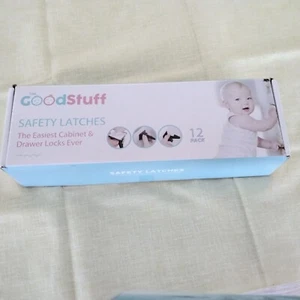 GOOdStuff
SAFETY LATCHES
The Easiest Cabinet &
Drawer Locks Ever
12
PACK
SAFETY LATCHES